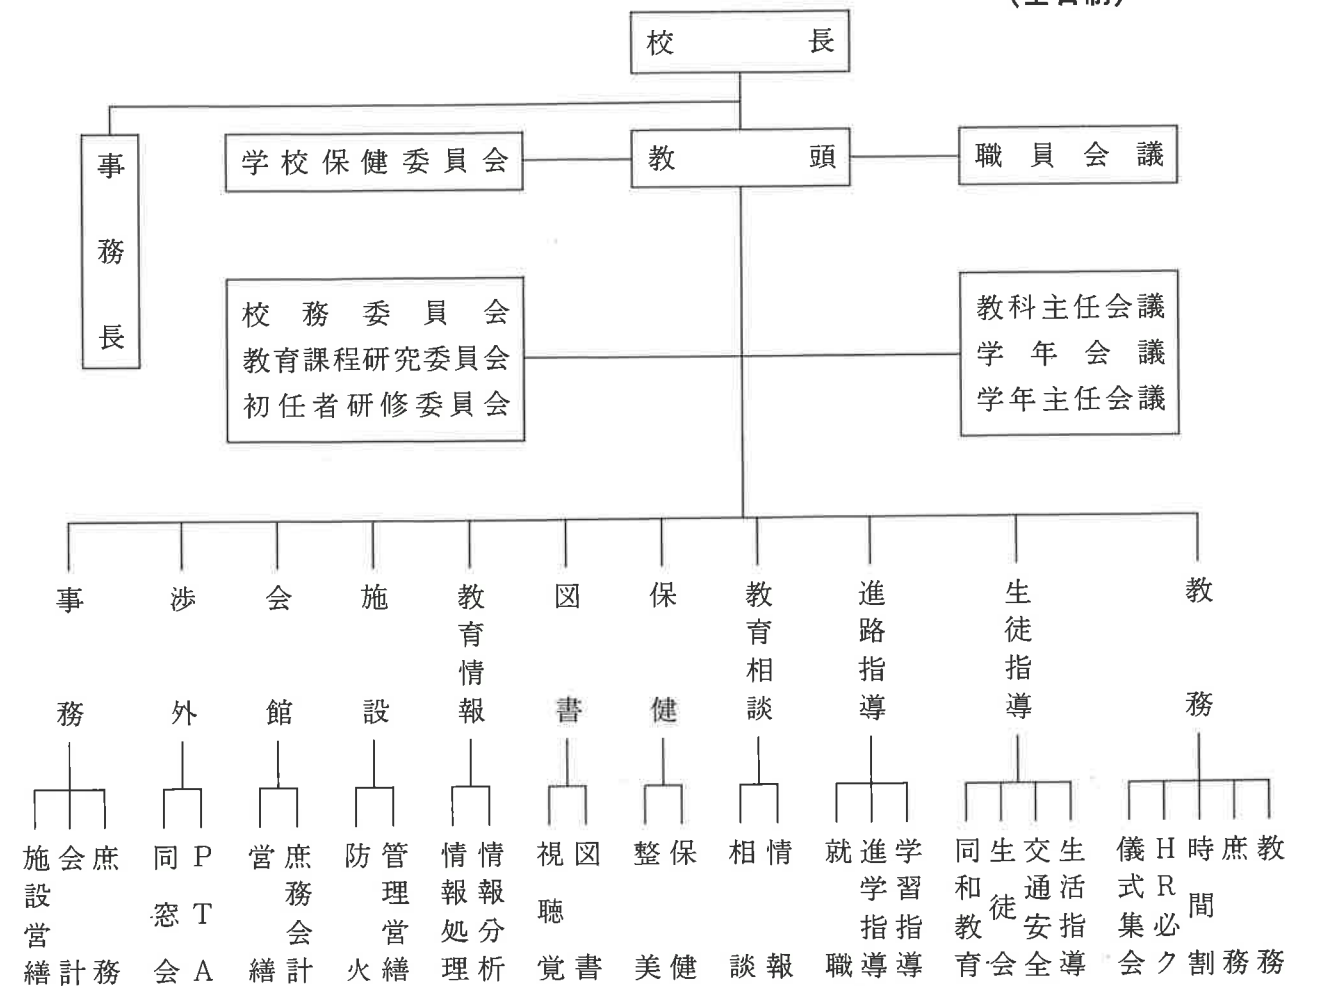 校長
事務長
学校保健委員会
教頭
職員会議
校務委員会
教育課程研究委員会
初任者研修委員会
教科主任会議
学年会議
学年主任会議
教務
生徒指導
進路指導
教育相談
保健
図書
教育情報
施設
会館
渉外
事務
教務
庶務
時間割
HR必ク
儀式集会
生活指導
交通安全
生徒会
同和教育
学習指導
進学指導
就職
情報
相談
保健
整美
図書
視聴覚
情報分析
情報処理
管理営繕
防火
庶務会計
営繕
PTA
同窓会
庶務
会計
施設営繕